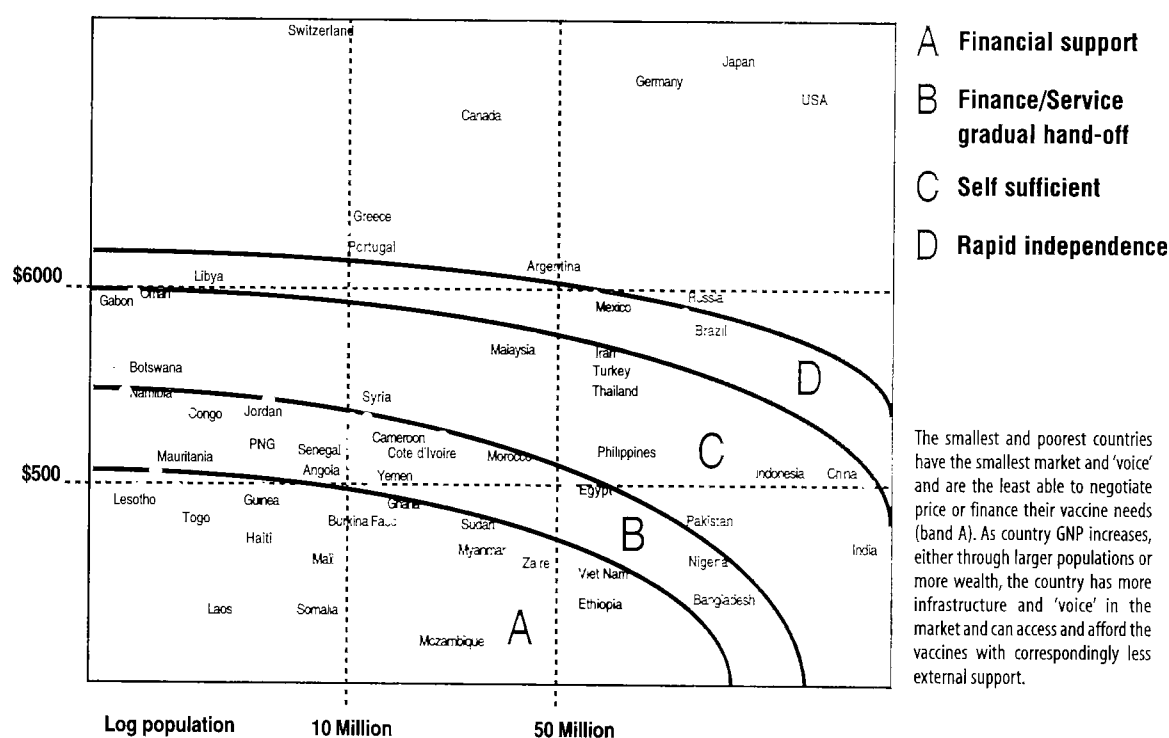 Switzerland
Japan
Germany
USA
Canada
Greece
Portugal
Argentina
$6000
Libya
Gabon
Oman
Mexico
Russia
Brazil
Malaysia
Iran
Turkey
Thailand
Botswana
Namibia
Congo
Jordan
Syria
D
PNG
Senegal
Cameroon
Cote d'Ivoire
Morocco
Philippines
C
Mauritania
Angola
Yemen
Indonesia
China
$500
Lesotho
Guinea
Ghana
Egypt
Togo
Burkina Faso
Sudan
Pakistan
Haiti
Myanmar
B
India
Mali
Zaire
Viet Nam
Nigeria
Laos
Somalia
Ethiopia
Bangladesh
Mozambique
A
Log population
10 Million
50 Million
A Financial support
B Finance/Service
gradual hand-off
C Self sufficient
D Rapid independence
The smallest and poorest countries
have the smallest market and 'voice'
and are the least able to negotiate
price or finance their vaccine needs
(band A). As country GNP increases,
either through larger populations or
more wealth, the country has more
infrastructure and 'voice' in the
market and can access and afford the
vaccines with correspondingly less
external support.